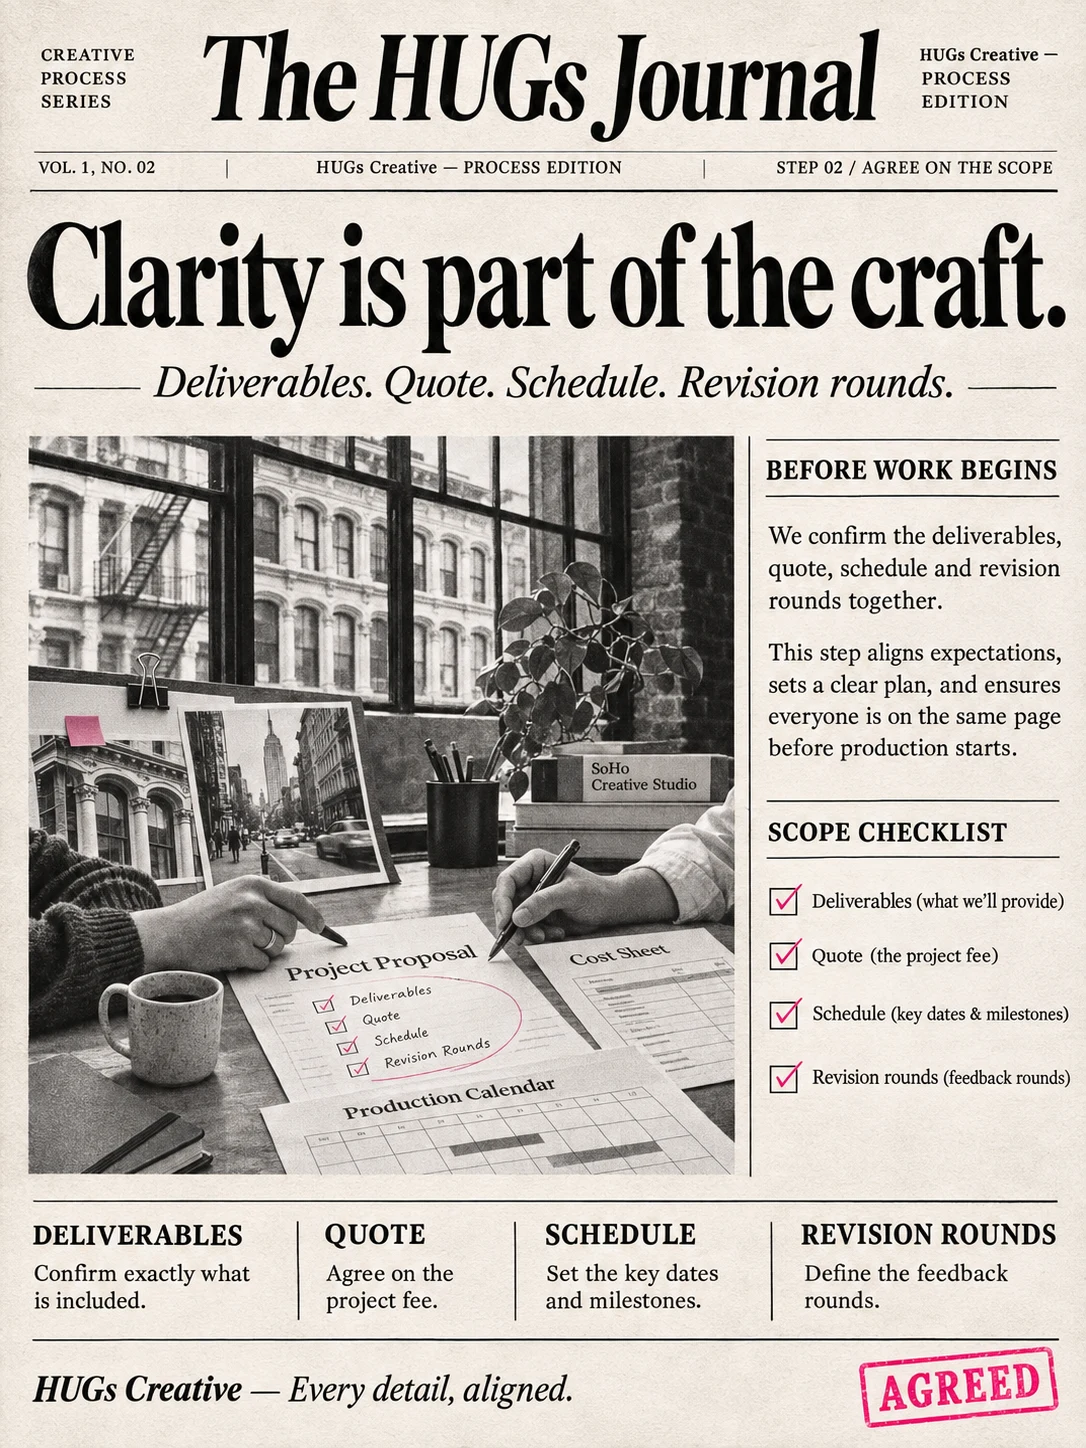 CREATIVE
PROCESS
SERIES
The HUGs Journal
HUGs Creative —
PROCESS
EDITION
VOL. 1, NO. 02
HUGs Creative — PROCESS EDITION
STEP 02 / AGREE ON THE SCOPE
Clarity is part of the craft.
Deliverables. Quote. Schedule. Revision rounds.
SoHo
Creative Studio
Project Proposal
Deliverables
Quote
Schedule
Revision Rounds
Cost Sheet
Production Calendar
BEFORE WORK BEGINS
We confirm the deliverables,
quote, schedule and revision
rounds together.
This step aligns expectations,
sets a clear plan, and ensures
everyone is on the same page
before production starts.
SCOPE CHECKLIST
Deliverables (what we’ll provide)
Quote (the project fee)
Schedule (key dates & milestones)
Revision rounds (feedback rounds)
DELIVERABLES
Confirm exactly what
is included.
QUOTE
Agree on the
project fee.
SCHEDULE
Set the key dates
and milestones.
REVISION ROUNDS
Define the feedback
rounds.
HUGs Creative — Every detail, aligned.
AGREED